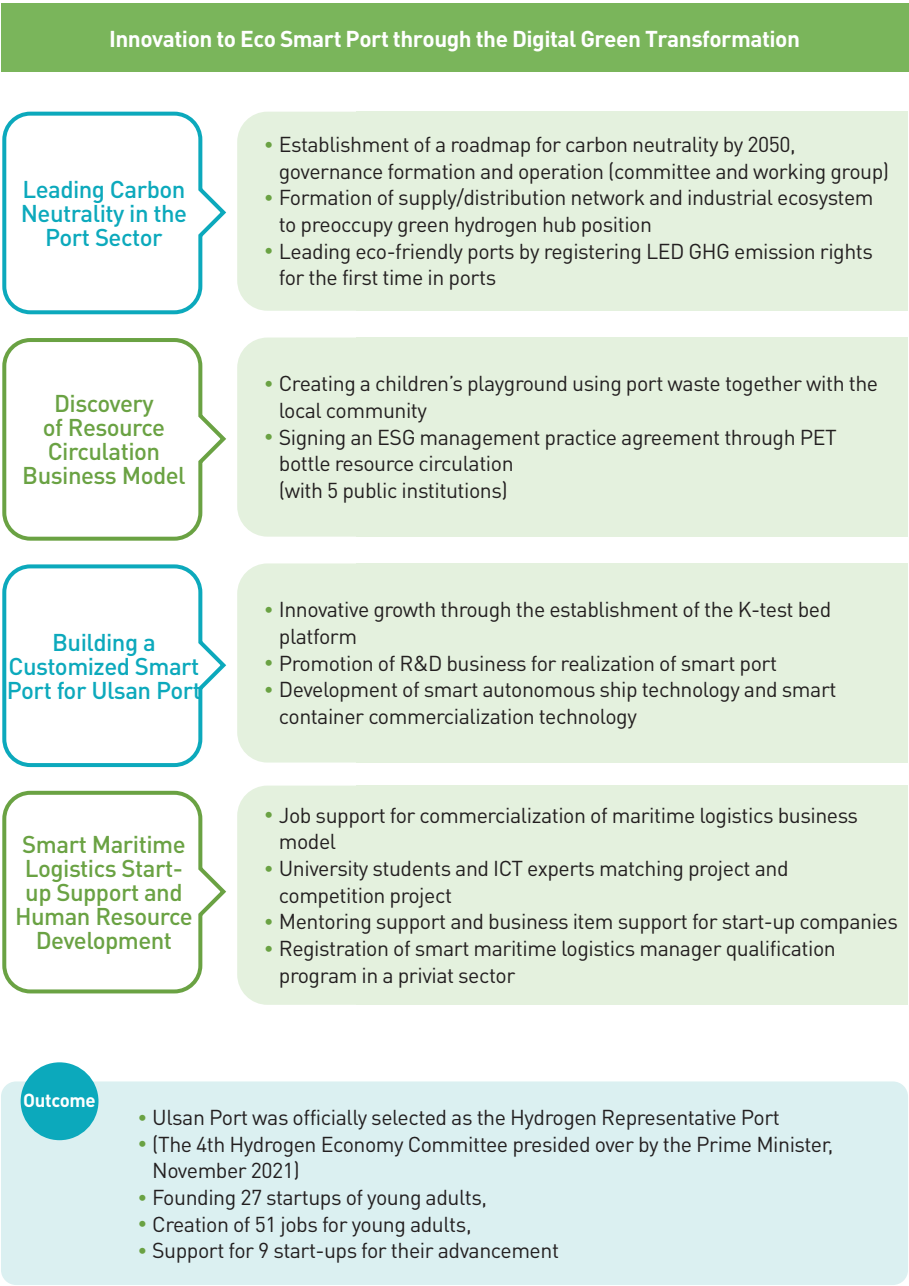 Innovation to Eco Smart Port through the Digital Green Transformation
Leading Carbon
Neutrality in the
Port Sector
• Establishment of a roadmap for carbon neutrality by 2050,
governance formation and operation (committee and working group)
• Formation of supply/distribution network and industrial ecosystem
to preoccupy green hydrogen hub position
• Leading eco-friendly ports by registering LED GHG emission rights
for the first time in ports
Discovery
of Resource
Circulation
Business Model
• Creating a children's playground using port waste together with the
local community
• Signing an ESG management practice agreement through PET
bottle resource circulation
(with 5 public institutions)
Building a
Customized Smart
Port for Ulsan Port
• Innovative growth through the establishment of the K-test bed
platform
• Promotion of R&D business for realization of smart port
• Development of smart autonomous ship technology and smart
container commercialization technology
Smart Maritime
Logistics Start-
up Support and
Human Resource
Development
• Job support for commercialization of maritime logistics business
model
• University students and ICT experts matching project and
competition project
• Mentoring support and business item support for start-up companies
• Registration of smart maritime logistics manager qualification
program in a priviat sector
Outcome
• Ulsan Port was officially selected as the Hydrogen Representative Port
• (The 4th Hydrogen Economy Committee presided over by the Prime Minister,
November 2021)
• Founding 27 startups of young adults,
• Creation of 51 jobs for young adults,
• Support for 9 start-ups for their advancement